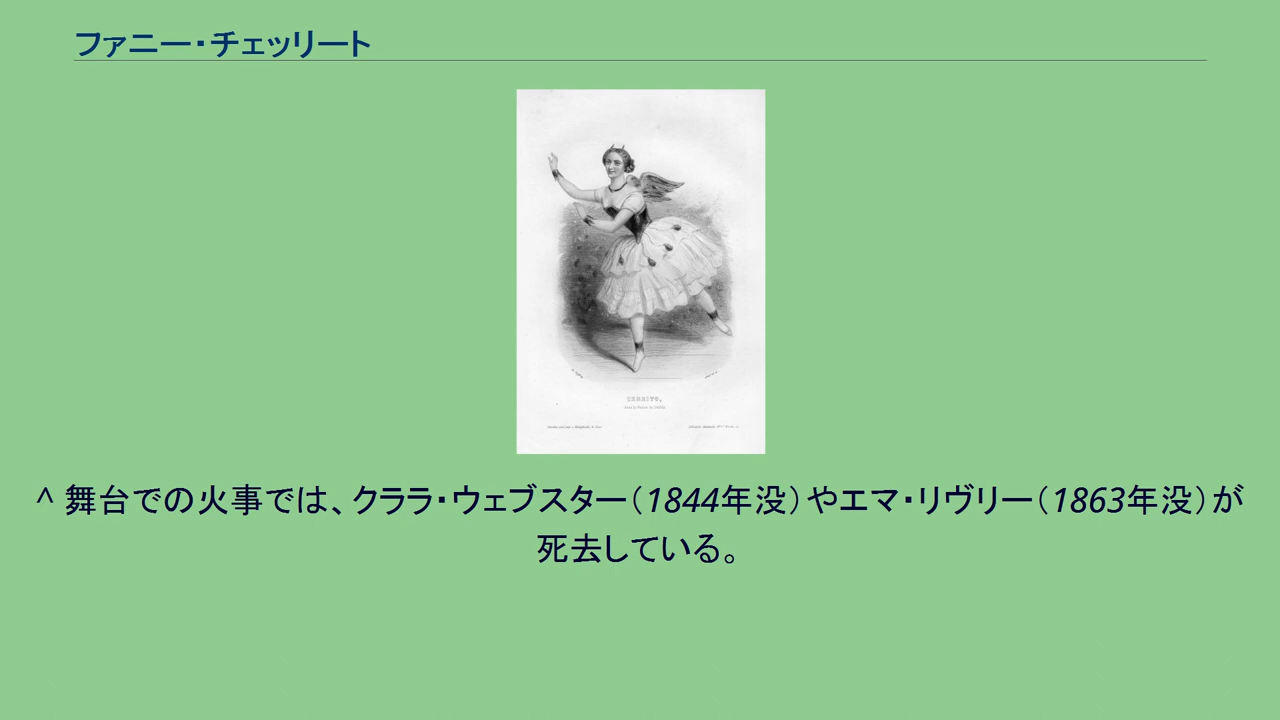 ファニー・チェッリート
CERRITO,
^ 舞台での火事では、クララ・ウェブスター（1844年没）やエマ・リヴリー（1863年没）が
死去している。